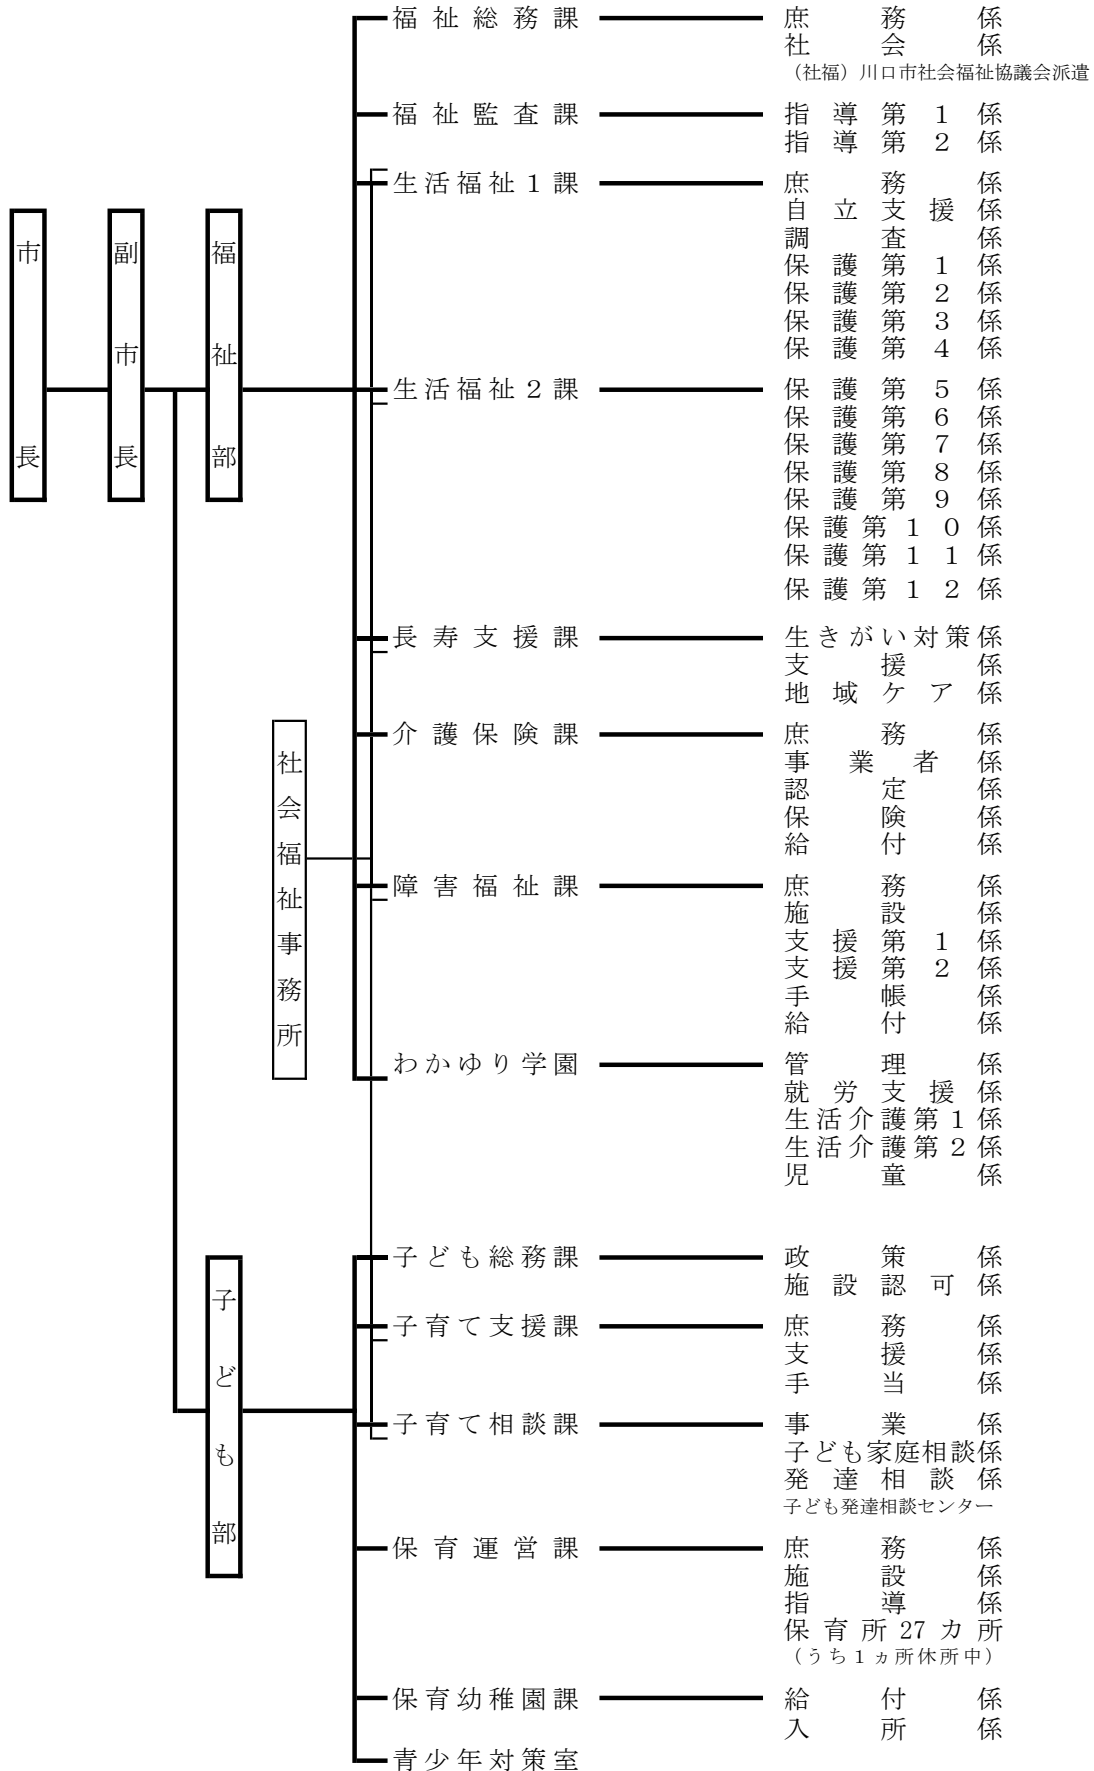 市長
副市長
福祉部
福祉総務課
庶務係
社会係
（社福）川口市社会福祉協議会派遣
福祉監査課
指導第１係
指導第２係
生活福祉１課
庶務係
自立支援係
調査係
保護第１係
保護第２係
保護第３係
保護第４係
生活福祉２課
保護第５係
保護第６係
保護第７係
保護第８係
保護第９係
保護第１０係
保護第１１係
保護第１２係
長寿支援課
生きがい対策係
支援係
地域ケア係
社会福祉事務所
介護保険課
庶務係
事業者係
認定係
保険係
給付係
障害福祉課
庶務係
施設係
支援第１係
支援第２係
手帳係
給付係
わかゆり学園
管理係
就労支援係
生活介護第１係
生活介護第２係
児童係
子ども部
子ども総務課
政策係
施設認可係
子育て支援課
庶務係
支援係
手当係
子育て相談課
事業係
子ども家庭相談係
発達相談係
子ども発達相談センター
保育運営課
庶務係
施設係
指導係
保育所27カ所
（うち１ヵ所休所中）
保育幼稚園課
給付係
入所係
青少年対策室